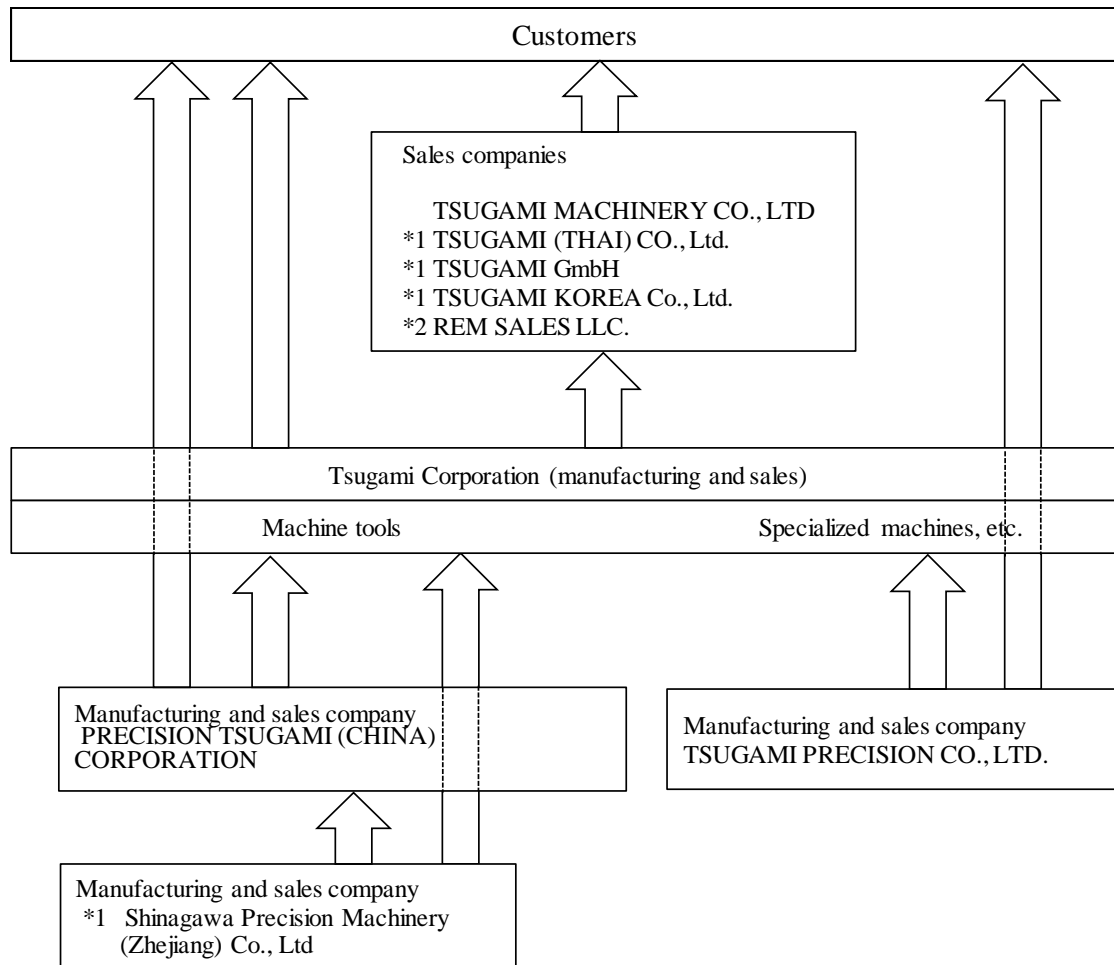 Customers
Sales companies
TSUGAMI MACHINERY CO., LTD
*1 TSUGAMI (THAI) CO., Ltd.
*1 TSUGAMI GmbH
*1 TSUGAMI KOREA Co., Ltd.
*2 REM SALES LLC.
Tsugami Corporation (manufacturing and sales)
Machine tools
Specialized machines, etc.
Manufacturing and sales company
PRECISION TSUGAMI (CHINA)
CORPORATION
Manufacturing and sales company
TSUGAMI PRECISION CO., LTD.
Manufacturing and sales company
*1 Shinagawa Precision Machinery
(Zhejiang) Co., Ltd